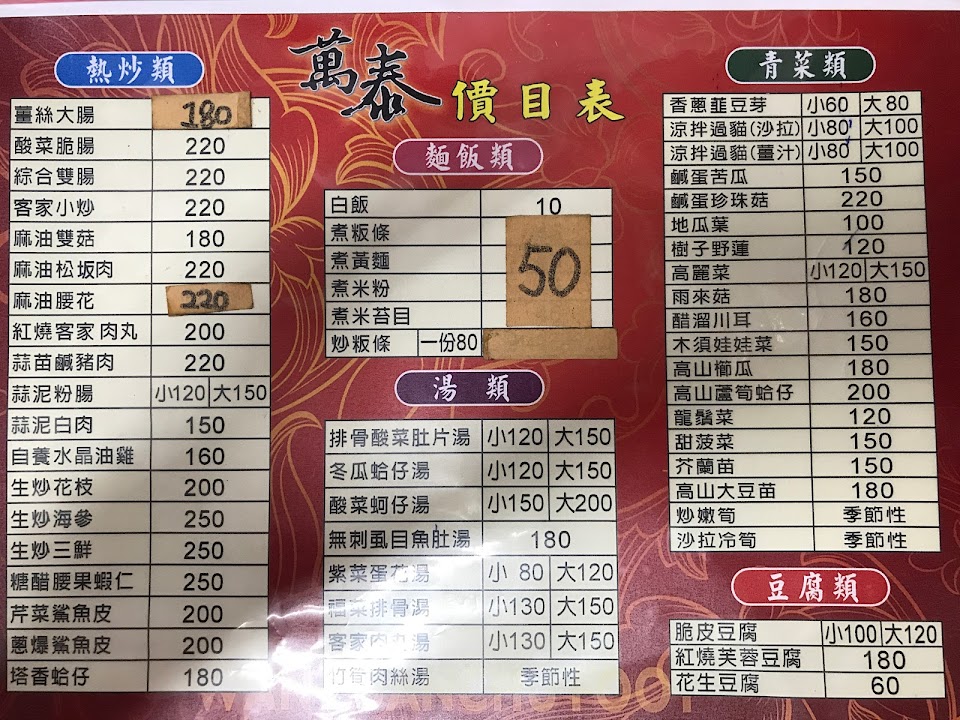 萬泰 價目表
熱炒類
薑絲大腸 180
酸菜脆腸 220
綜合雙腸 220
客家小炒 220
麻油雙菇 180
麻油松坂肉 220
麻油腰花 220
紅燒客家肉丸 200
蒜苗鹹豬肉 220
蒜泥粉腸 小120 大150
蒜泥白肉 150
自養水晶油雞 160
生炒花枝 200
生炒海參 250
生炒三鮮 250
糖醋腰果蝦仁 250
芹菜鯊魚皮 200
蔥爆鯊魚皮 200
塔香蛤仔 180
麵飯類
白飯 10
煮粄條
煮黃麵
煮米粉
煮米苔目
50
炒粄條 一份80
湯類
排骨酸菜肚片湯 小120 大150
冬瓜蛤仔湯 小120 大150
酸菜蚵仔湯 小150 大200
無刺虱目魚肚湯 180
紫菜蛋花湯 小 80 大120
福菜排骨湯 小130 大150
客家肉丸湯 小130 大150
竹筍肉絲湯 季節性
青菜類
香蔥韮豆芽 小60 大80
涼拌過貓(沙拉) 小80 大100
涼拌過貓(薑汁) 小80 大100
鹹蛋苦瓜 150
鹹蛋珍珠菇 220
地瓜葉 100
樹子野蓮 120
高麗菜 小120 大150
雨來菇 180
醋溜川耳 160
木須娃娃菜 150
高山櫛瓜 180
高山蘆筍蛤仔 200
龍鬚菜 120
甜菠菜 150
芥蘭苗 150
高山大豆苗 180
炒嫩筍 季節性
沙拉冷筍 季節性
豆腐類
脆皮豆腐 小100 大120
紅燒芙蓉豆腐 180
花生豆腐 60